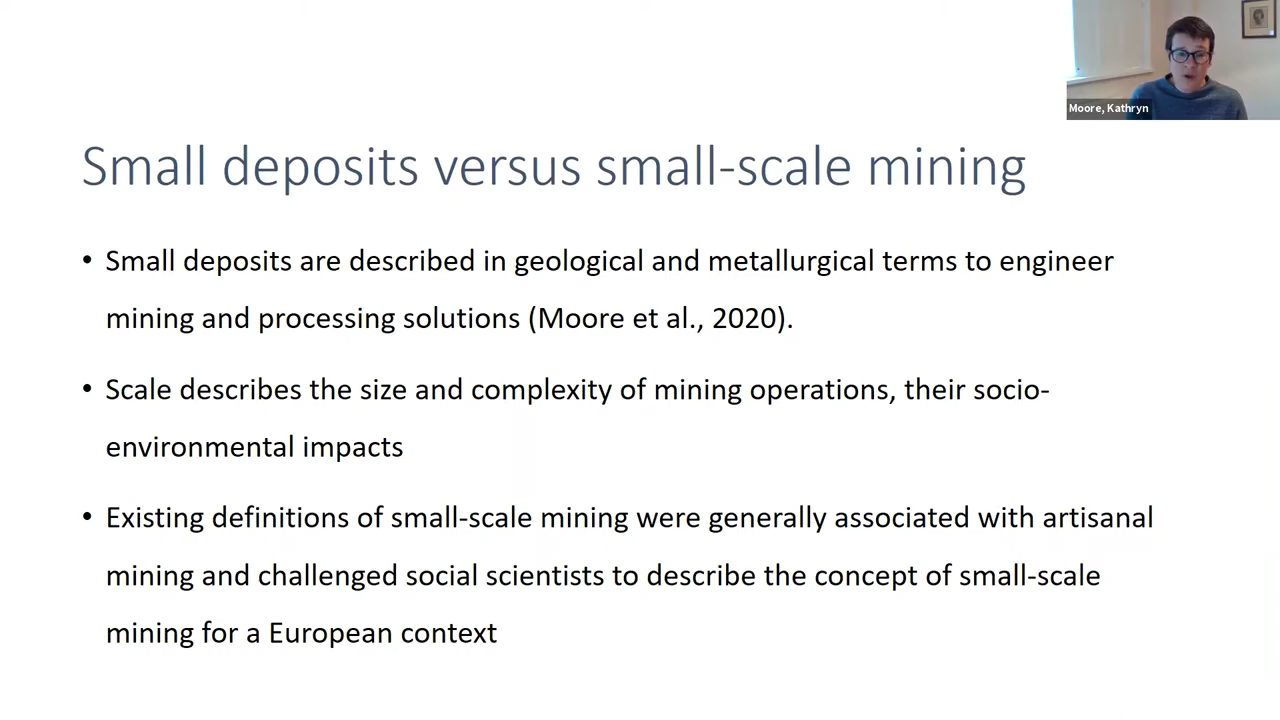 Moore, Kathryn
Small deposits versus small-scale mining
• Small deposits are described in geological and metallurgical terms to engineer
mining and processing solutions (Moore et al., 2020).
• Scale describes the size and complexity of mining operations, their socio-
environmental impacts
• Existing definitions of small-scale mining were generally associated with artisanal
mining and challenged social scientists to describe the concept of small-scale
mining for a European context